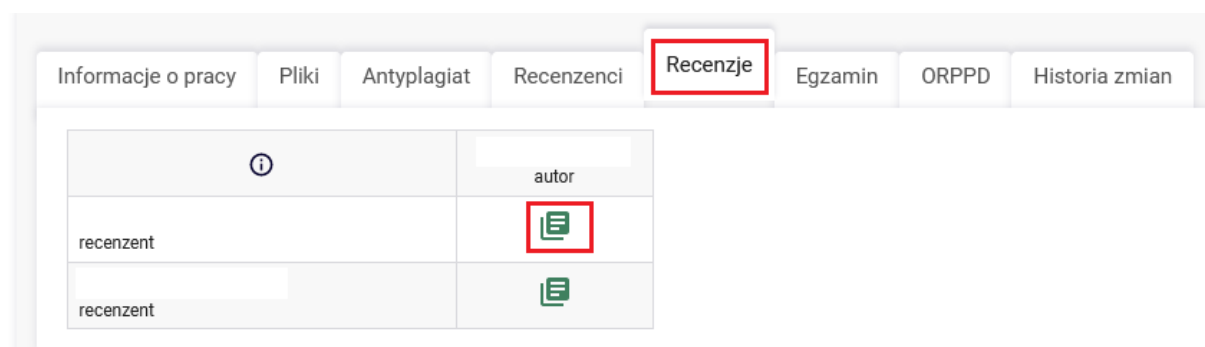 Informacje o pracy Pliki Antyplagiat Recenzenci Recenzje Egzamin ORPPD Historia zmian
autor
recenzent
recenzent